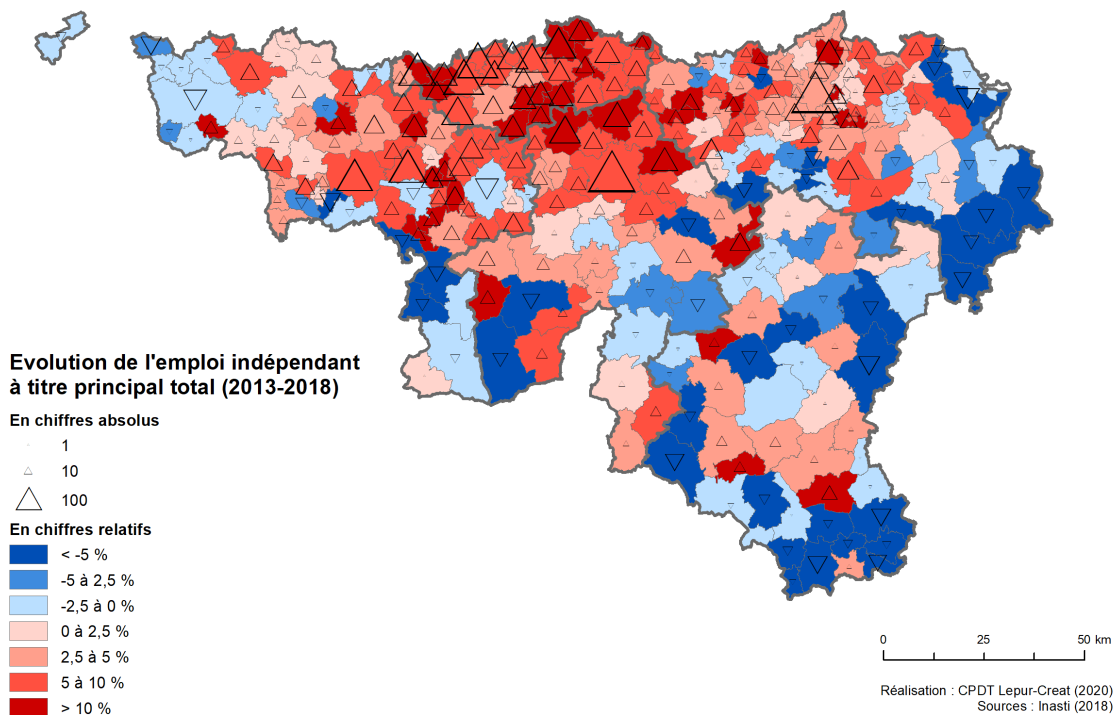 Evolution de l'emploi indépendant
à titre principal total (2013-2018)
En chiffres absolus
1
10
100
En chiffres relatifs
< -5 %
-5 à 2,5 %
-2,5 à 0 %
0 à 2,5 %
2,5 à 5 %
5 à 10 %
> 10 %
0 25 50 km
Réalisation : CPDT Lepur-Creat (2020)
Sources : Inasti (2018)